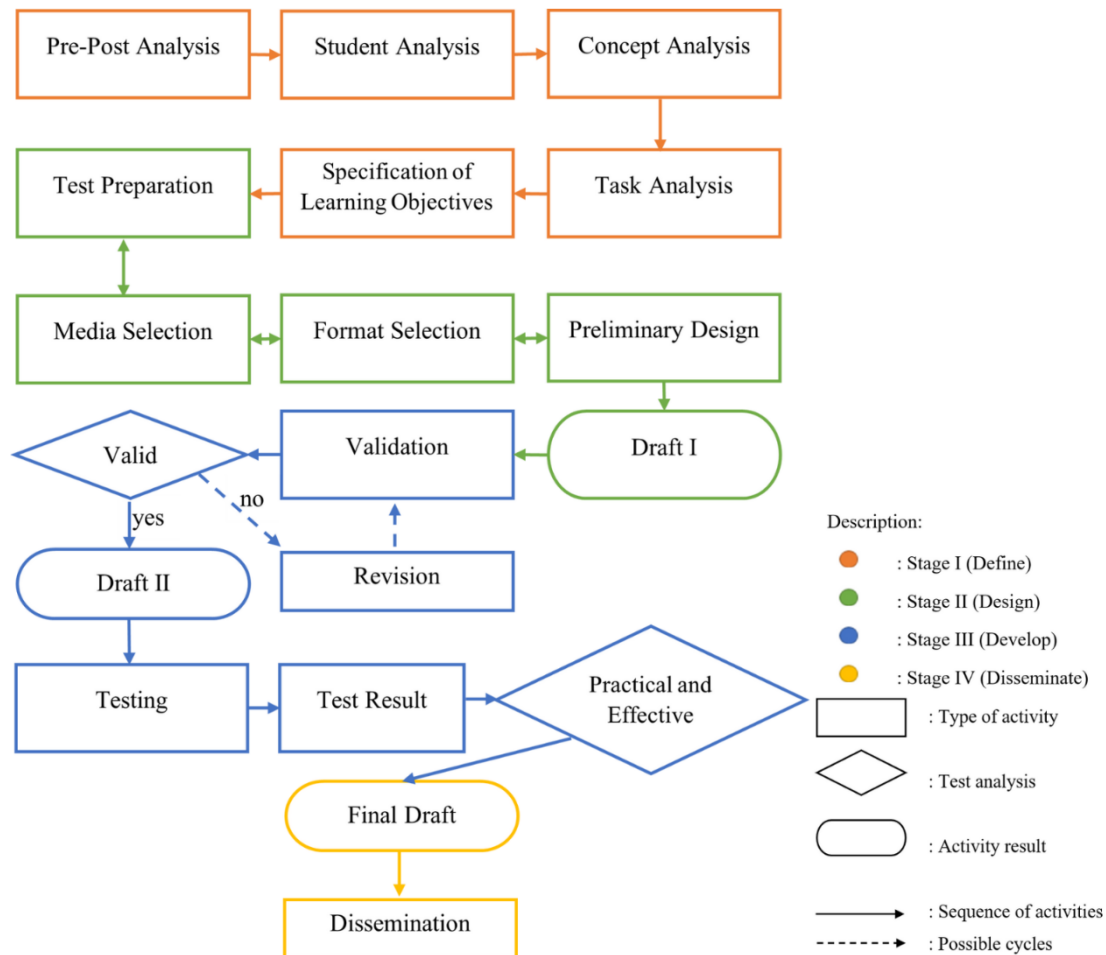 Pre-Post Analysis
Student Analysis
Concept Analysis
Test Preparation
Specification of
Learning Objectives
Task Analysis
Media Selection
Format Selection
Preliminary Design
Valid
Validation
Draft I
no
yes
Draft II
Revision
Testing
Test Result
Practical and
Effective
Final Draft
Dissemination
Description:
: Stage I (Define)
: Stage II (Design)
: Stage III (Develop)
: Stage IV (Disseminate)
: Type of activity
: Test analysis
: Activity result
: Sequence of activities
: Possible cycles